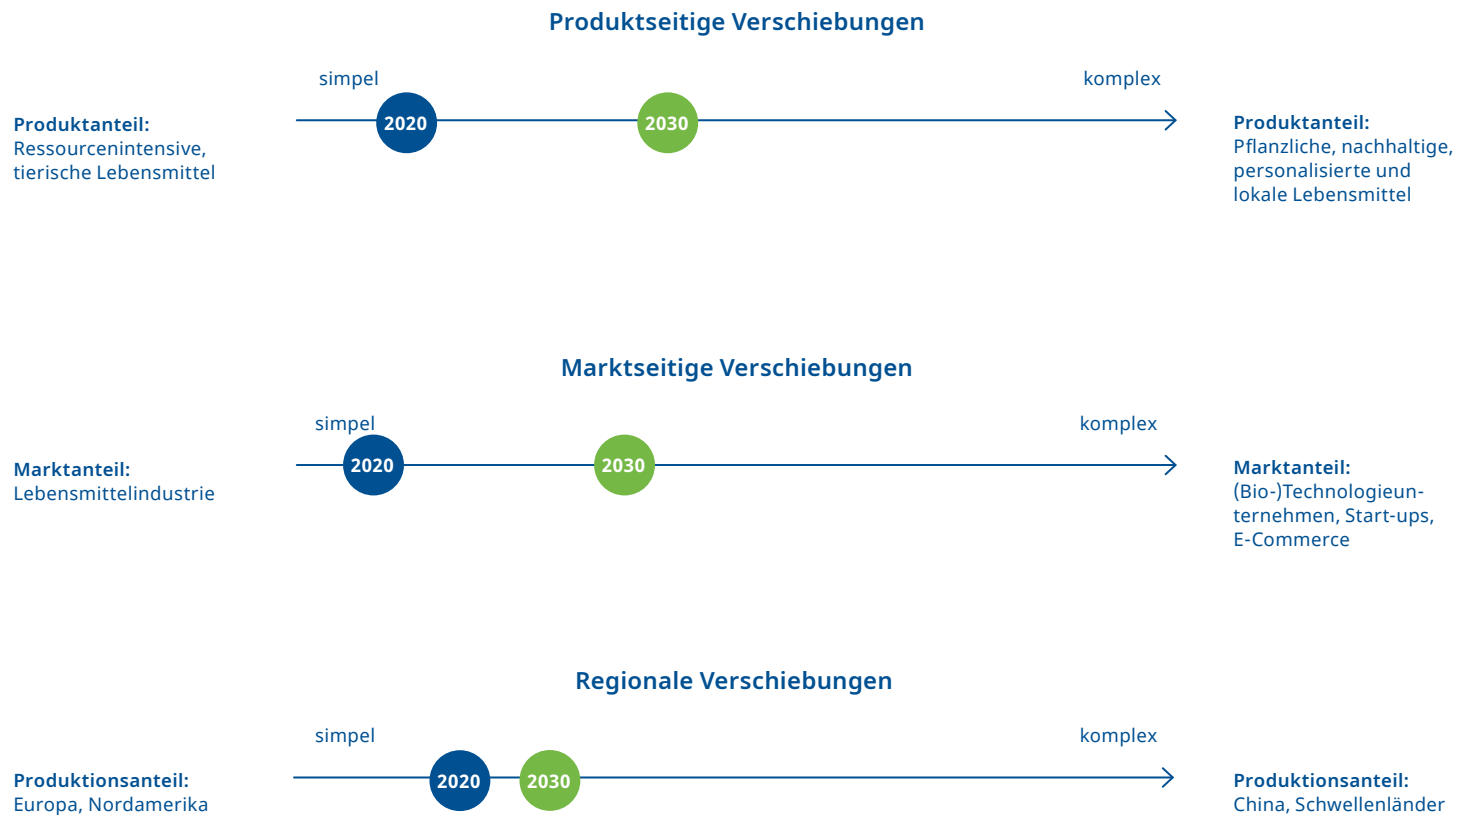 Produktseitige Verschiebungen
simpel
komplex
2020
2030
Produktanteil:
Ressourcenintensive,
tierische Lebensmittel
Produktanteil:
Pflanzliche, nachhaltige,
personalisierte und
lokale Lebensmittel
Marktseitige Verschiebungen
simpel
komplex
2020
2030
Marktanteil:
Lebensmittelindustrie
Marktanteil:
(Bio-)Technologieun-
ternehmen, Start-ups,
E-Commerce
Regionale Verschiebungen
simpel
komplex
2020
2030
Produktionsanteil:
Europa, Nordamerika
Produktionsanteil:
China, Schwellenländer